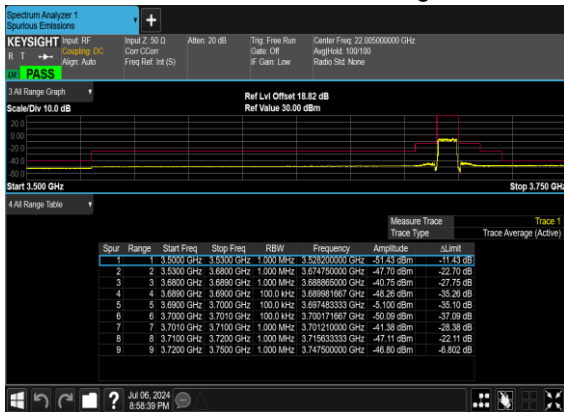 Spectrum Analyzer 1
Spurious Emissions
+
KEYSIGHT Input: RF Input Z: 50 Ω Atten: 20 dB Trig: Free Run Center Freq: 22.005000000 GHz
R T Coupling: DC Corr CCorr Gate: Off Avg|Hold: 100/100
Align: Auto Freq Ref: Int (S) IF Gain: Low Radio Std: None
PASS
3 All Range Graph
Ref Lvl Offset 18.82 dB
Scale/Div 10.0 dB Ref Value 30.00 dBm
20.0
0.00
-20.0
-40.0
-60.0
Start 3.500 GHz Stop 3.750 GHz
4 All Range Table
Measure Trace Trace 1
Trace Type Trace Average (Active)
Spur Range Start Freq Stop Freq RBW Frequency Amplitude ΔLimit
1 1 3.5000 GHz 3.5300 GHz 1.000 MHz 3.528200000 GHz -51.43 dBm -11.43 dB
2 2 3.5300 GHz 3.6800 GHz 1.000 MHz 3.674750000 GHz -47.70 dBm -22.70 dB
3 3 3.6800 GHz 3.6890 GHz 1.000 MHz 3.688865000 GHz -40.75 dBm -27.75 dB
4 4 3.6890 GHz 3.6900 GHz 100.0 kHz 3.689981667 GHz -48.26 dBm -35.26 dB
5 5 3.6900 GHz 3.7000 GHz 100.0 kHz 3.697483333 GHz -5.100 dBm -35.10 dB
6 6 3.7000 GHz 3.7010 GHz 100.0 kHz 3.700171667 GHz -50.09 dBm -37.09 dB
7 7 3.7010 GHz 3.7100 GHz 1.000 MHz 3.701210000 GHz -41.38 dBm -28.38 dB
8 8 3.7100 GHz 3.7200 GHz 1.000 MHz 3.715633333 GHz -47.11 dBm -22.11 dB
9 9 3.7200 GHz 3.7500 GHz 1.000 MHz 3.747500000 GHz -46.80 dBm -6.802 dB
? Jul 06, 2024
8:58:39 PM